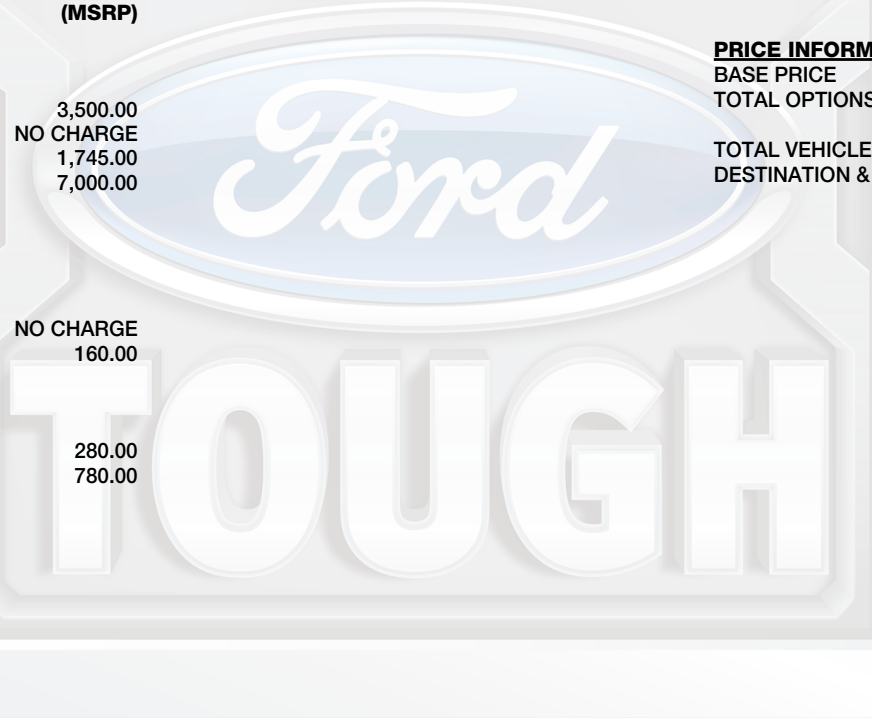 (MSRP)
3,500.00
NO CHARGE
1,745.00
7,000.00
NO CHARGE
160.00
280.00
780.00
PRICE INFORM
BASE PRICE
TOTAL OPTIONS
TOTAL VEHICLE
DESTINATION &
Ford
TOUGH